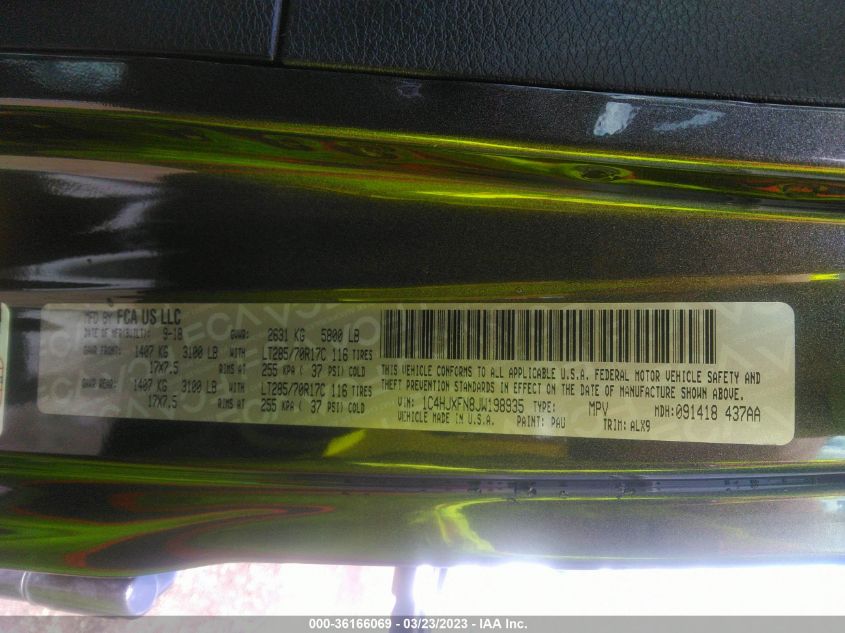 MFD BY FCA US LLC
DATE OF MFR(BUILT): 9-18 GVWR: 2631 KG 5800 LB
GAWR FRONT: 1407 KG 3100 LB WITH LT285/70R17C 116 TIRES
17X7.5 RIMS AT 255 KPA ( 37 PSI) COLD
GAWR REAR: 1407 KG 3100 LB WITH LT285/70R17C 116 TIRES
17X7.5 RIMS AT 255 KPA ( 37 PSI) COLD
THIS VEHICLE CONFORMS TO ALL APPLICABLE U.S.A. FEDERAL MOTOR VEHICLE SAFETY AND
THEFT PREVENTION STANDARDS IN EFFECT ON THE DATE OF MANUFACTURE SHOWN ABOVE.
VIN: 1C4HJXFN8JW198935 TYPE: MPV MDH: 091418 437AA
VEHICLE MADE IN U.S.A. PAINT: PAU TRIM: ALX9
000-36166069 - 03/23/2023 - IAA Inc.